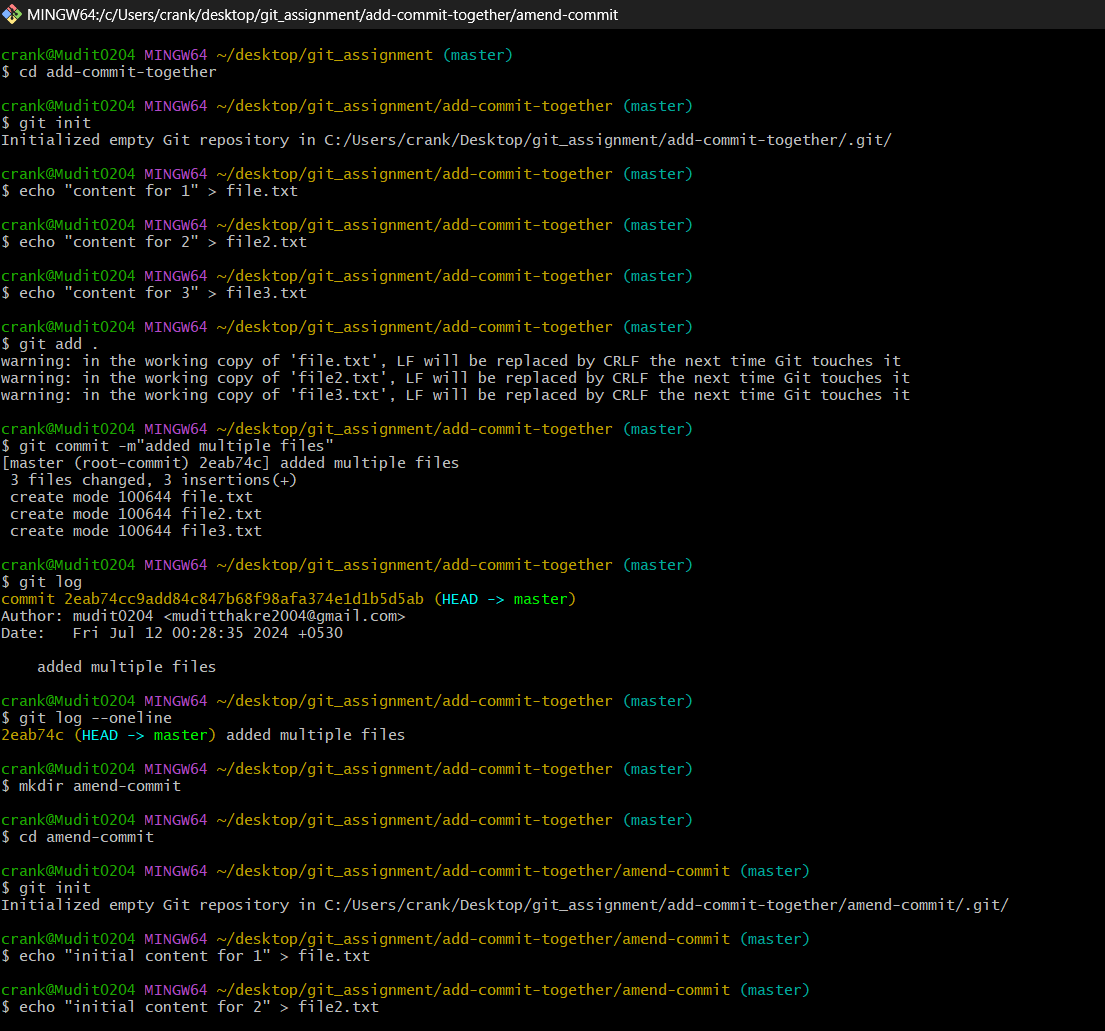 MINGW64:/c/Users/crank/desktop/git_assignment/add-commit-together/amend-commit
crank@Mudit0204 MINGW64 ~/desktop/git_assignment (master)
$ cd add-commit-together
crank@Mudit0204 MINGW64 ~/desktop/git_assignment/add-commit-together (master)
$ git init
Initialized empty Git repository in C:/Users/crank/Desktop/git_assignment/add-commit-together/.git/
crank@Mudit0204 MINGW64 ~/desktop/git_assignment/add-commit-together (master)
$ echo "content for 1" > file.txt
crank@Mudit0204 MINGW64 ~/desktop/git_assignment/add-commit-together (master)
$ echo "content for 2" > file2.txt
crank@Mudit0204 MINGW64 ~/desktop/git_assignment/add-commit-together (master)
$ echo "content for 3" > file3.txt
crank@Mudit0204 MINGW64 ~/desktop/git_assignment/add-commit-together (master)
$ git add .
warning: in the working copy of 'file.txt', LF will be replaced by CRLF the next time Git touches it
warning: in the working copy of 'file2.txt', LF will be replaced by CRLF the next time Git touches it
warning: in the working copy of 'file3.txt', LF will be replaced by CRLF the next time Git touches it
crank@Mudit0204 MINGW64 ~/desktop/git_assignment/add-commit-together (master)
$ git commit -m"added multiple files"
[master (root-commit) 2eab74c] added multiple files
 3 files changed, 3 insertions(+)
 create mode 100644 file.txt
 create mode 100644 file2.txt
 create mode 100644 file3.txt
crank@Mudit0204 MINGW64 ~/desktop/git_assignment/add-commit-together (master)
$ git log
commit 2eab74cc9add84c847b68f98afa374e1d1b5d5ab (HEAD -> master)
Author: mudit0204 <muditthakre2004@gmail.com>
Date:   Fri Jul 12 00:28:35 2024 +0530
    added multiple files
crank@Mudit0204 MINGW64 ~/desktop/git_assignment/add-commit-together (master)
$ git log --oneline
2eab74c (HEAD -> master) added multiple files
crank@Mudit0204 MINGW64 ~/desktop/git_assignment/add-commit-together (master)
$ mkdir amend-commit
crank@Mudit0204 MINGW64 ~/desktop/git_assignment/add-commit-together (master)
$ cd amend-commit
crank@Mudit0204 MINGW64 ~/desktop/git_assignment/add-commit-together/amend-commit (master)
$ git init
Initialized empty Git repository in C:/Users/crank/Desktop/git_assignment/add-commit-together/amend-commit/.git/
crank@Mudit0204 MINGW64 ~/desktop/git_assignment/add-commit-together/amend-commit (master)
$ echo "initial content for 1" > file.txt
crank@Mudit0204 MINGW64 ~/desktop/git_assignment/add-commit-together/amend-commit (master)
$ echo "initial content for 2" > file2.txt